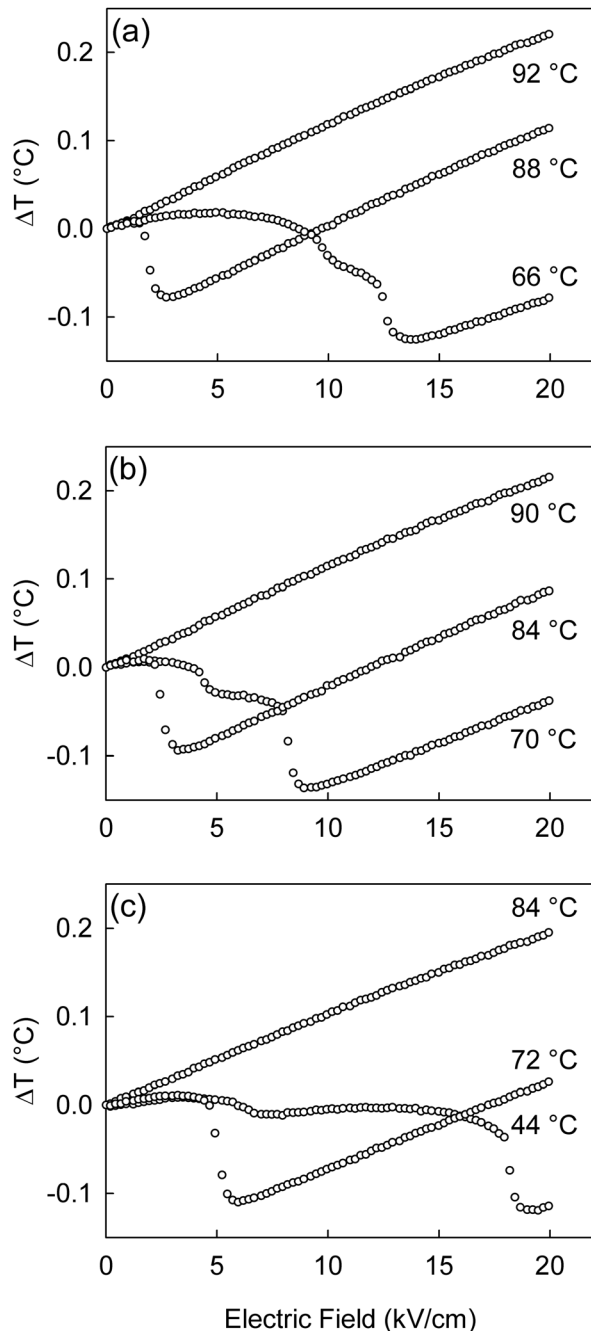 (a)
0.2
92 °C
0.1
88 °C
ΔT (°C)
0.0
66 °C
-0.1
0 5 10 15 20
(b)
0.2
90 °C
0.1
84 °C
ΔT (°C)
0.0
70 °C
-0.1
0 5 10 15 20
(c)
84 °C
0.2
0.1
72 °C
ΔT (°C)
0.0
44 °C
-0.1
0 5 10 15 20
Electric Field (kV/cm)